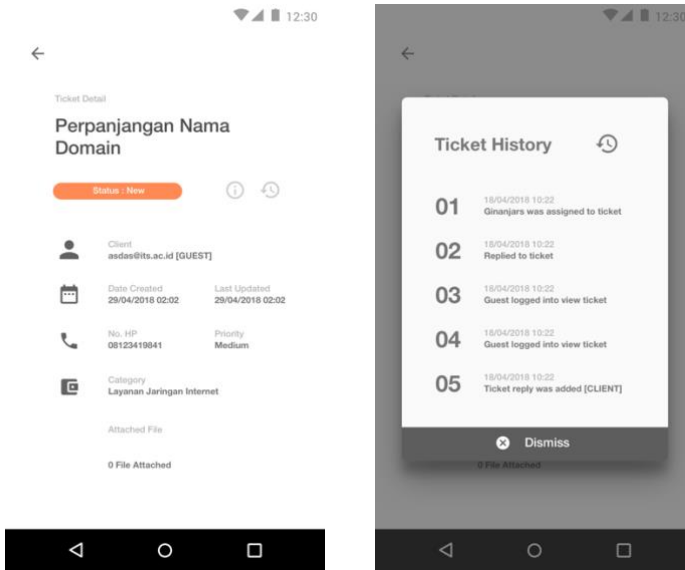 12:30
Ticket Detail
Perpanjangan Nama
Domain
Status : New
Client
asdas@its.ac.id [GUEST]
Date Created
29/04/2018 02:02
Last Updated
29/04/2018 02:02
No. HP
08123419841
Priority
Medium
Category
Layanan Jaringan Internet
Attached File
0 File Attached
12:30
Ticket History
01
18/04/2018 10:22
Ginanjars was assigned to ticket
02
18/04/2018 10:22
Replied to ticket
03
18/04/2018 10:22
Guest logged into view ticket
04
18/04/2018 10:22
Guest logged into view ticket
05
18/04/2018 10:22
Ticket reply was added [CLIENT]
Dismiss
0 File Attached